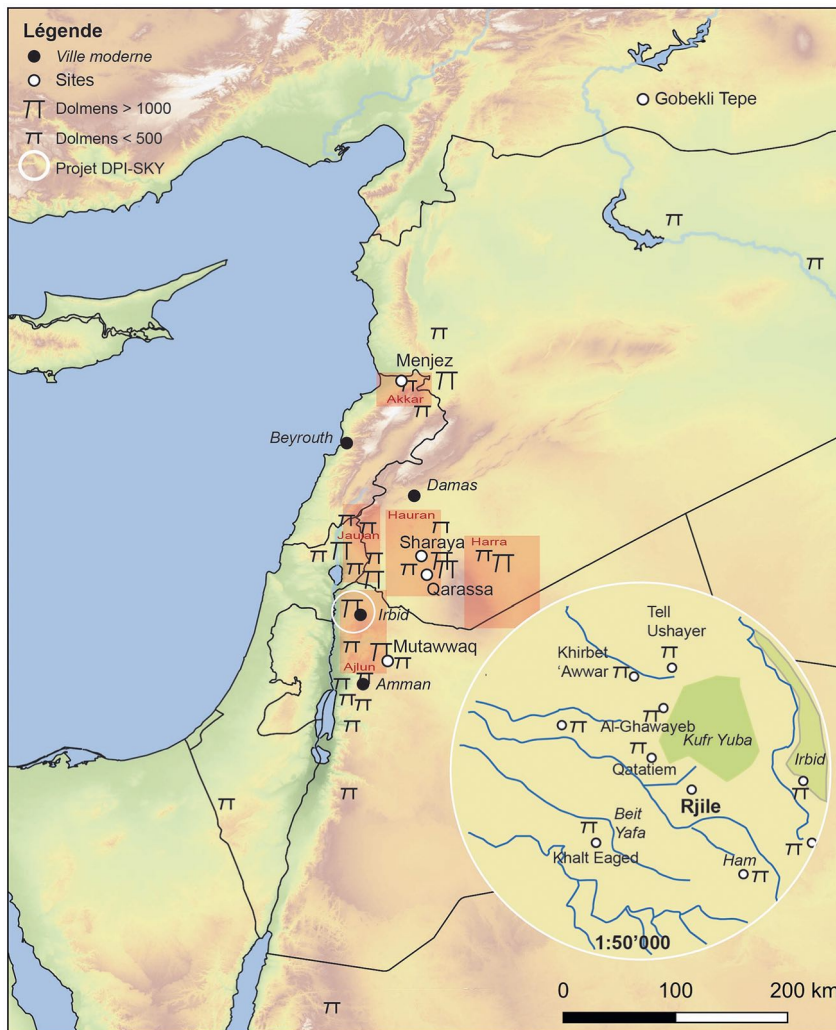 Légende
Ville moderne
Sites
Dolmens > 1000
Dolmens < 500
Projet DPI-SKY
Gobekli Tepe
Menjez
Akkar
Beyrouth
Damas
Hauran
Jaulan
Sharaya
Harra
Qarassa
Irbid
Mutawwaq
Ajlun
Amman
Tell
Ushayer
Khirbet
‘Awwar
Al-Ghawayeb
Kufr Yuba
Qatatiem
Irbid
Rjile
Beit
Yafa
Khalt Eaged
Ham
1:50’000
0 100 200 km